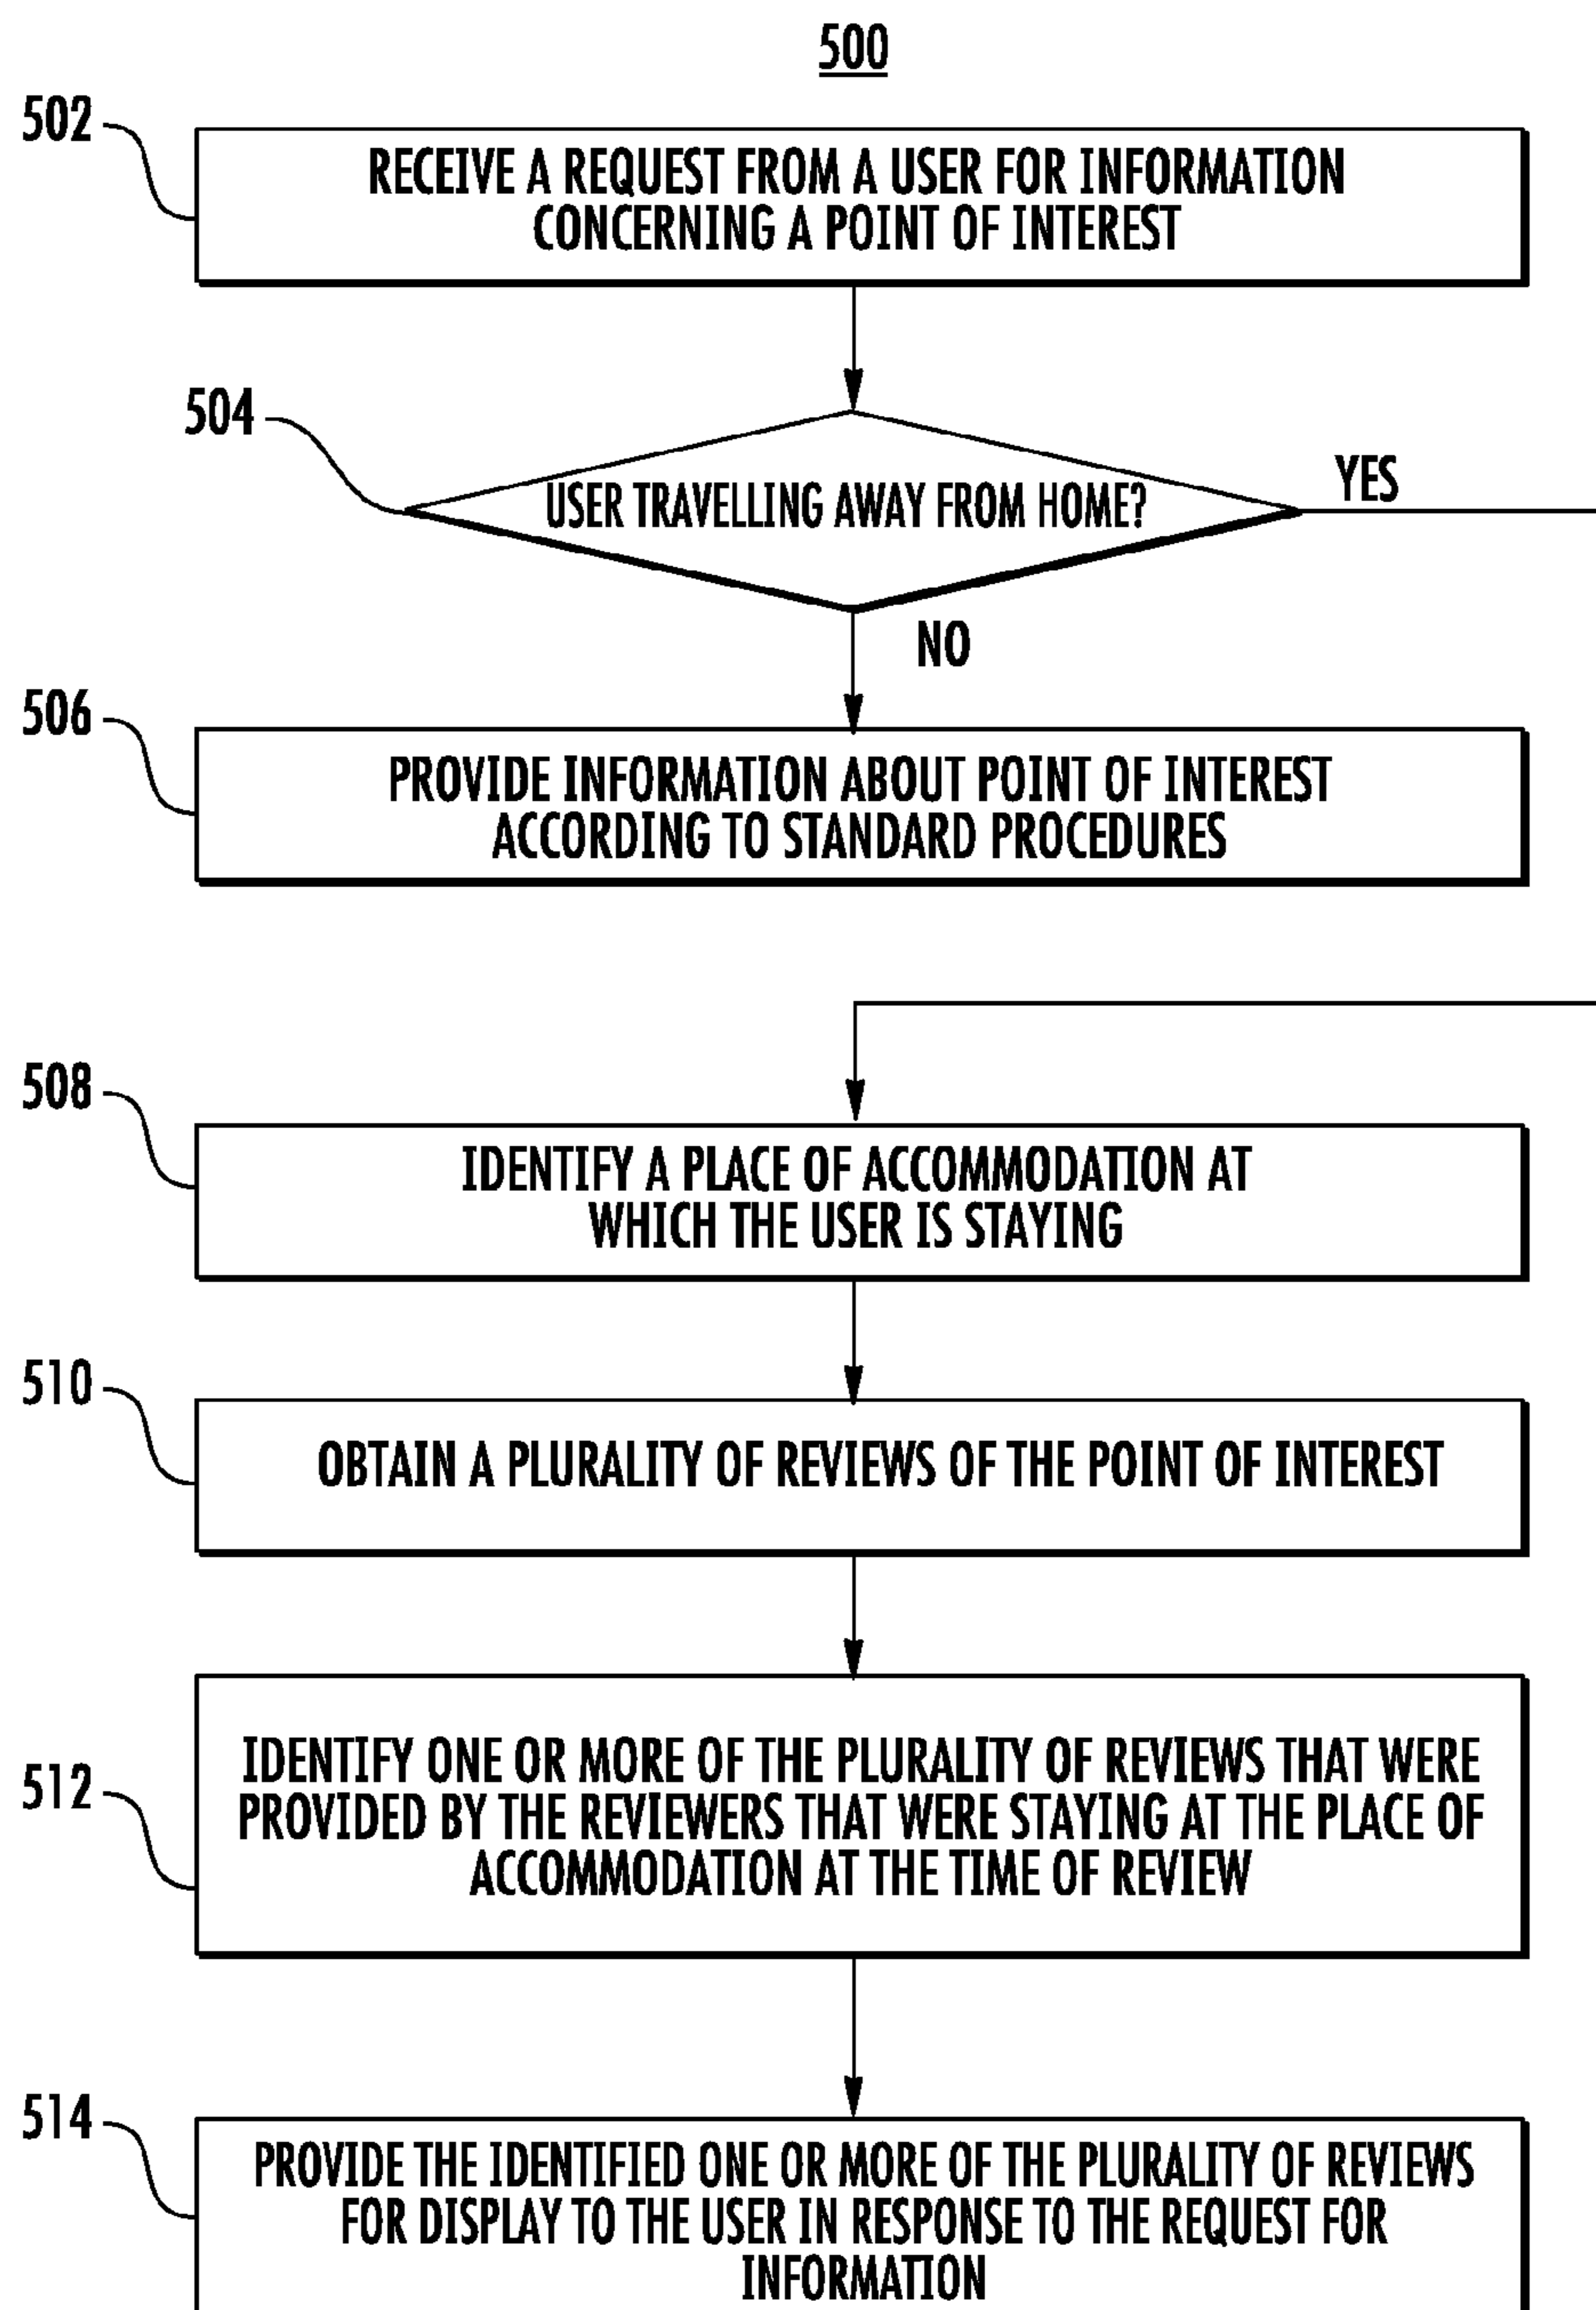 500
502
RECEIVE A REQUEST FROM A USER FOR INFORMATION
CONCERNING A POINT OF INTEREST
504
USER TRAVELLING AWAY FROM HOME?
YES
NO
506
PROVIDE INFORMATION ABOUT POINT OF INTEREST
ACCORDING TO STANDARD PROCEDURES
508
IDENTIFY A PLACE OF ACCOMMODATION AT
WHICH THE USER IS STAYING
510
OBTAIN A PLURALITY OF REVIEWS OF THE POINT OF INTEREST
512
IDENTIFY ONE OR MORE OF THE PLURALITY OF REVIEWS THAT WERE
PROVIDED BY THE REVIEWERS THAT WERE STAYING AT THE PLACE OF
ACCOMMODATION AT THE TIME OF REVIEW
514
PROVIDE THE IDENTIFIED ONE OR MORE OF THE PLURALITY OF REVIEWS
FOR DISPLAY TO THE USER IN RESPONSE TO THE REQUEST FOR
INFORMATION